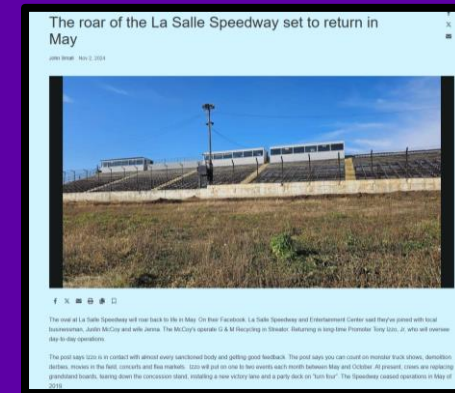 The roar of the La Salle Speedway set to return in
May
John Small Nov 2, 2024
The oval at La Salle Speedway will roar back to life in May. On their Facebook, La Salle Speedway and Entertainment Center said they've joined with local
businessman, Justin McCoy and wife Jenna. The McCoy's operate G & M Recycling in Streator. Returning is long-time Promoter Tony Izzo, Jr. who will oversee
day-to-day operations.
The post says Izzo is in contact with almost every sanctioned body and getting good feedback. The post says you can count on monster truck shows, demolition
derbies, movies in the field, concerts and flea markets. Izzo will put on one to two events each month between May and October. At present, crews are replacing
grandstand boards, tearing down the concession stand, installing a new victory lane and a party deck on "turn four". The Speedway ceased operations in May of
2019.